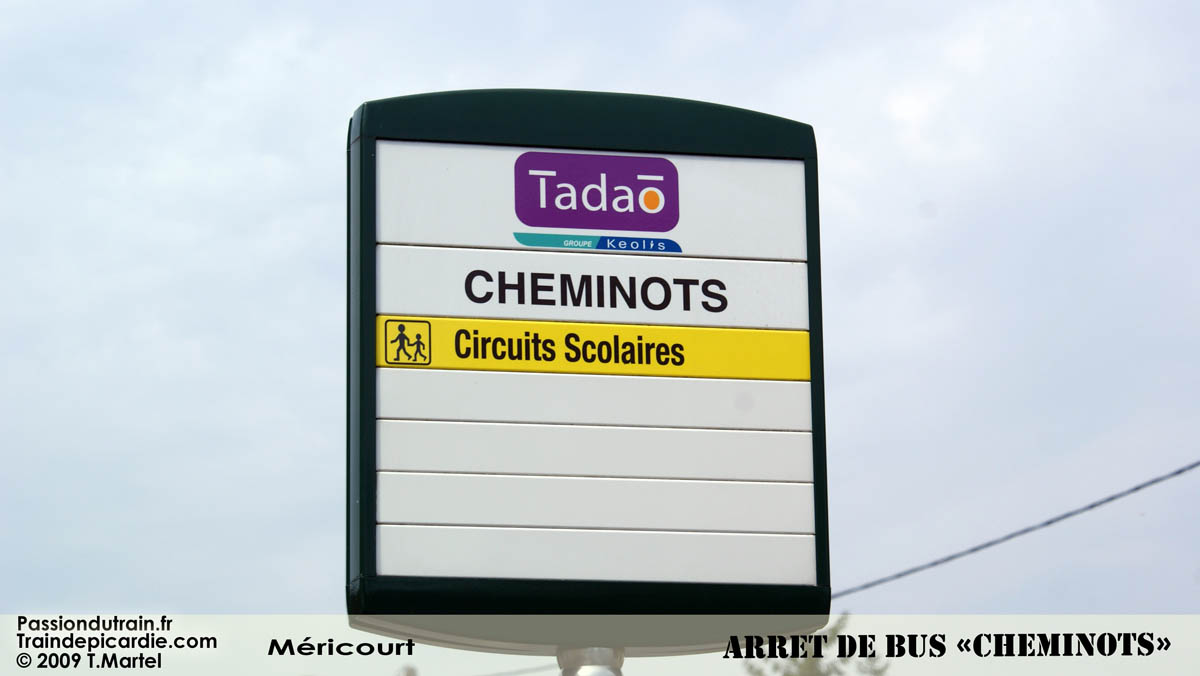 Tadao
GROUPE Keolis
CHEMINOTS
Circuits Scolaires
Passiondutrain.fr
Traindepicardie.com
© 2009 T.Martel
Méricourt
ARRET DE BUS «CHEMINOTS»